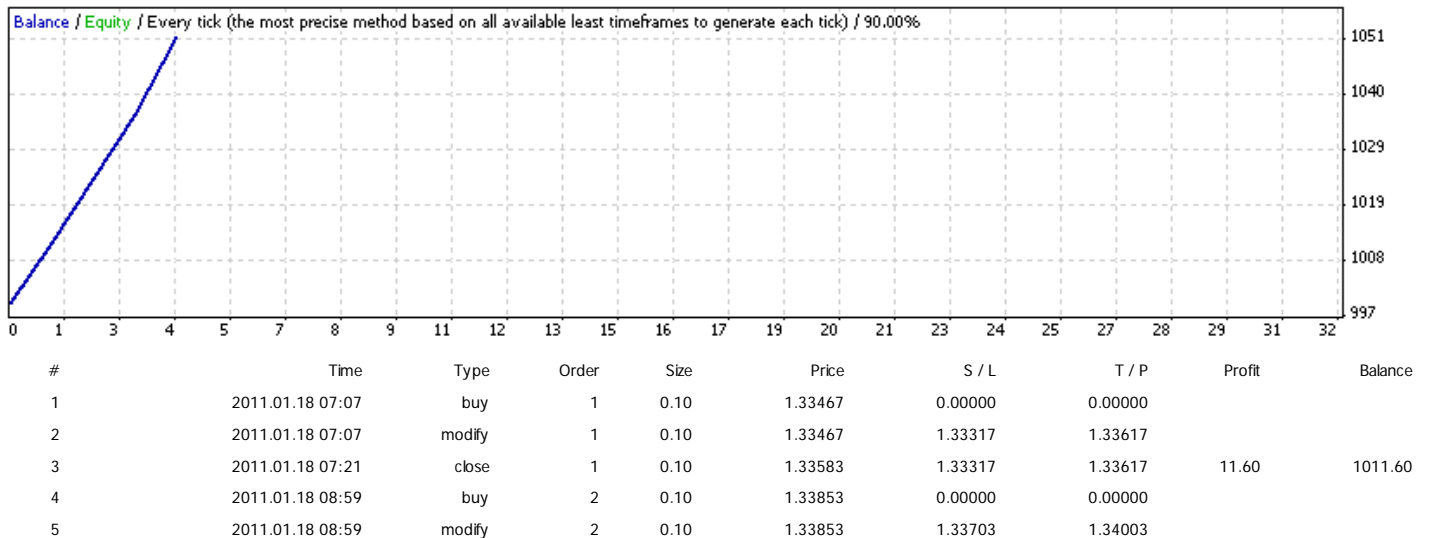 Balance / Equity / Every tick (the most precise method based on all available least timeframes to generate each tick) / 90.00%
1051
1040
1029
1019
1008
997
0 1 3 4 5 7 8 9 11 12 13 15 16 17 19 20 21 23 24 25 27 28 29 31 32
# Time Type Order Size Price S / L T / P Profit Balance
1 2011.01.18 07:07 buy 1 0.10 1.33467 0.00000 0.00000
2 2011.01.18 07:07 modify 1 0.10 1.33467 1.33317 1.33617
3 2011.01.18 07:21 close 1 0.10 1.33583 1.33317 1.33617 11.60 1011.60
4 2011.01.18 08:59 buy 2 0.10 1.33853 0.00000 0.00000
5 2011.01.18 08:59 modify 2 0.10 1.33853 1.33703 1.34003